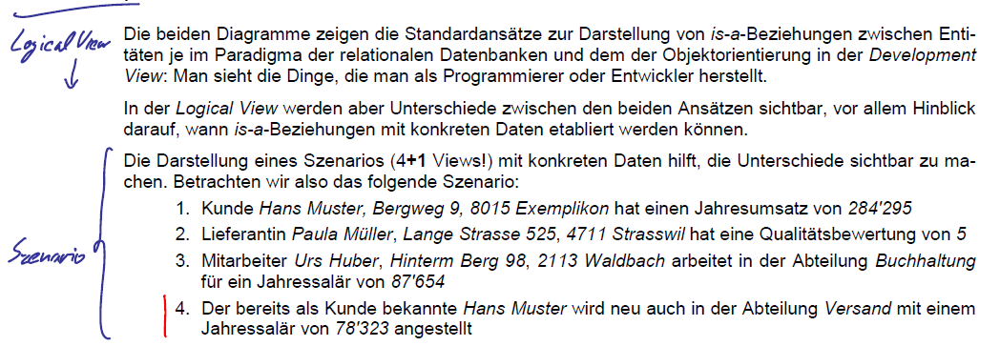 Logical View
Die beiden Diagramme zeigen die Standardansätze zur Darstellung von is-a-Beziehungen zwischen Enti-
täten je im Paradigma der relationalen Datenbanken und dem der Objektorientierung in der Development
View: Man sieht die Dinge, die man als Programmierer oder Entwickler herstellt.
In der Logical View werden aber Unterschiede zwischen den beiden Ansätzen sichtbar, vor allem Hinblick
darauf, wann is-a-Beziehungen mit konkreten Daten etabliert werden können.
Szenario
Die Darstellung eines Szenarios (4+1 Views!) mit konkreten Daten hilft, die Unterschiede sichtbar zu ma-
chen. Betrachten wir also das folgende Szenario:
1. Kunde Hans Muster, Bergweg 9, 8015 Exemplikon hat einen Jahresumsatz von 284'295
2. Lieferantin Paula Müller, Lange Strasse 525, 4711 Strasswil hat eine Qualitätsbewertung von 5
3. Mitarbeiter Urs Huber, Hinterm Berg 98, 2113 Waldbach arbeitet in der Abteilung Buchhaltung
für ein Jahressalär von 87'654
4. Der bereits als Kunde bekannte Hans Muster wird neu auch in der Abteilung Versand mit einem
Jahressalär von 78'323 angestellt